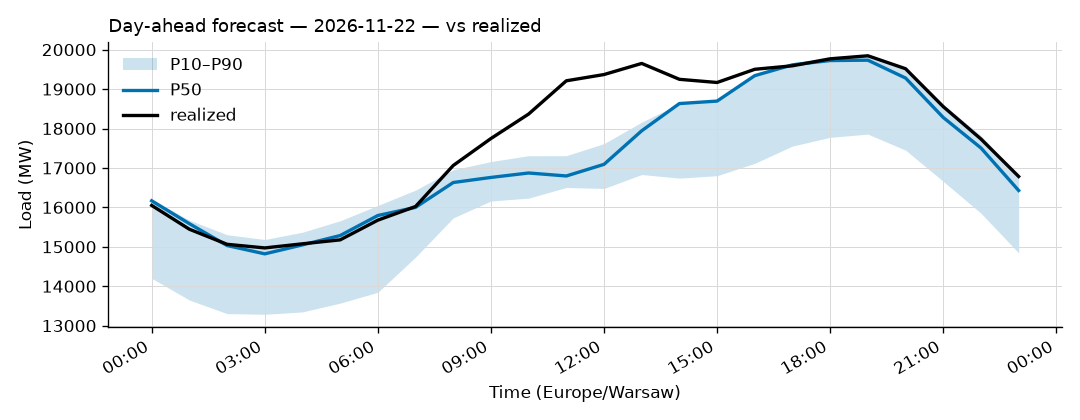 Day-ahead forecast — 2026-11-22 — vs realized
20000
19000
18000
17000
16000
15000
14000
13000
Load (MW)
P10–P90
P50
realized
00:00
03:00
06:00
09:00
12:00
15:00
18:00
21:00
00:00
Time (Europe/Warsaw)